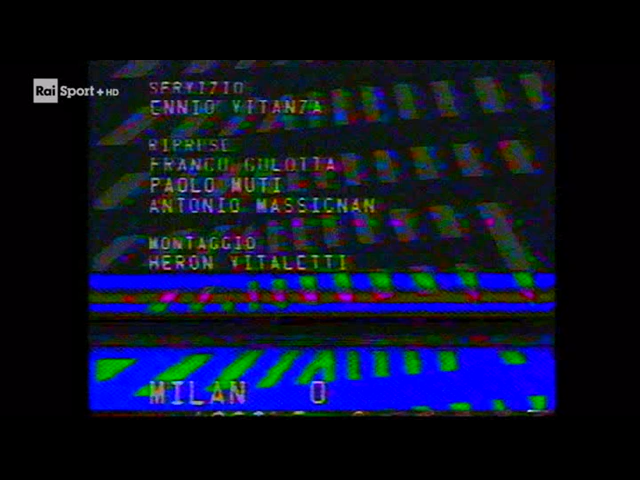 Rai Sport + HD
SERVIZIO
ENNIO VITANZA
RIPRESE
FRANCO GULOTTA
PAOLO MUTI
ANTONIO MASSIGNAN
MONTAGGIO
HERON VITALETTI
MILAN 0